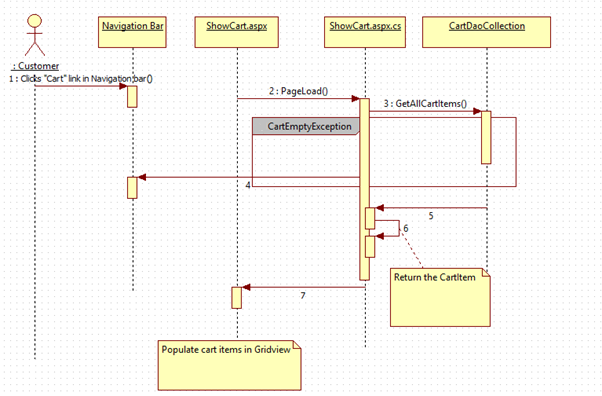 Navigation Bar
ShowCart.aspx
ShowCart.aspx.cs
CartDaoCollection
: Customer
1 : Clicks "Cart" link in Navigation bar()
2 : PageLoad()
3 : GetAllCartItems()
CartEmptyException
4
5
6
Return the CartItem
7
Populate cart items in Gridview